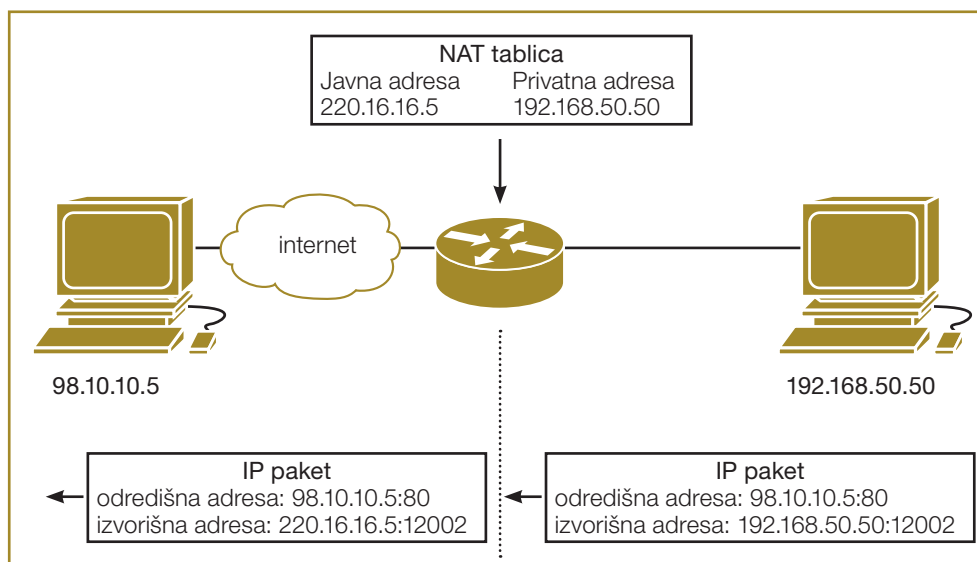 NAT tablica
Javna adresa Privatna adresa
220.16.16.5 192.168.50.50
internet
98.10.10.5
192.168.50.50
IP paket
odredišna adresa: 98.10.10.5:80
izvorišna adresa: 220.16.16.5:12002
IP paket
odredišna adresa: 98.10.10.5:80
izvorišna adresa: 192.168.50.50:12002